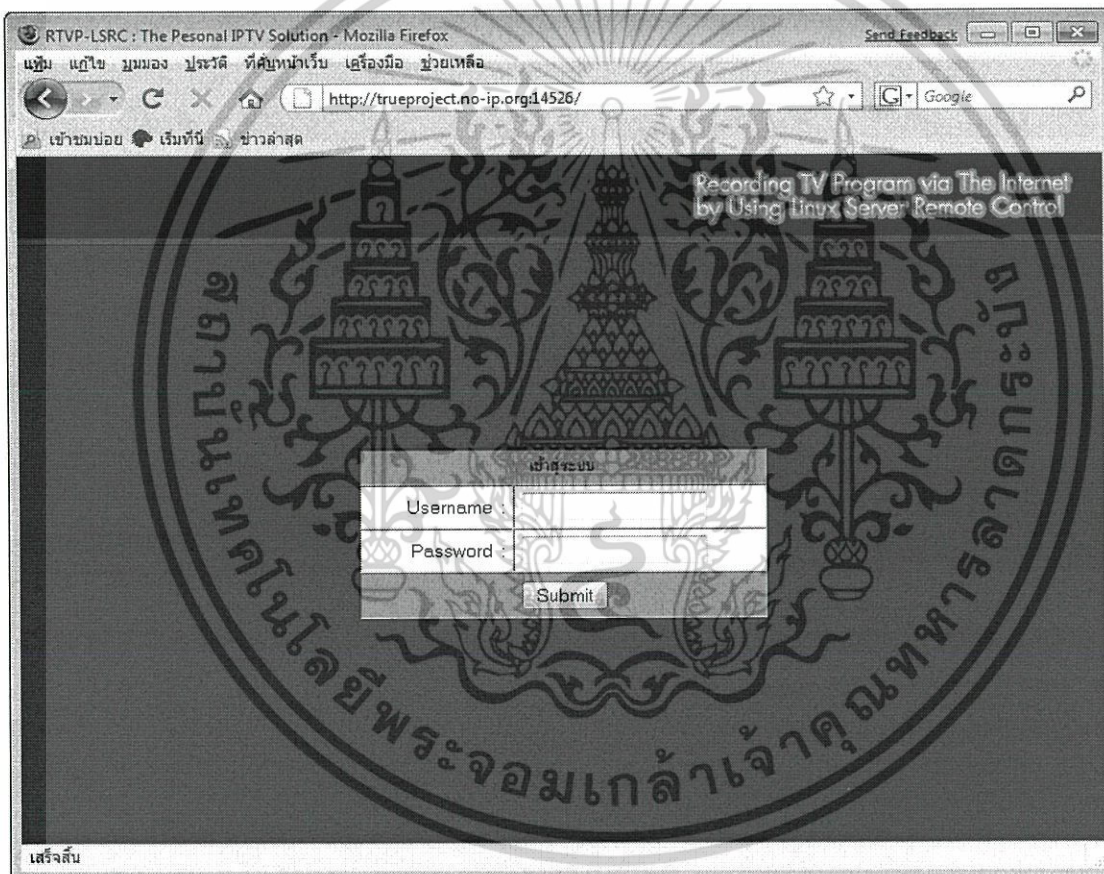 RTVP-LSRC : The Pesonal IPTV Solution - Mozilla Firefox
Send Feedback
แฟ้ม แก้ไข มุมมอง ประวัติ ที่คั่นหน้าเว็บ เครื่องมือ ช่วยเหลือ
http://trueproject.no-ip.org:14526/
G Google
เข้าชมบ่อย เริ่มที่นี่ ข่าวล่าสุด
Recording TV Program via The Internet
by Using Linux Server Remote Control
เข้าสู่ระบบ
Username :
Password :
Submit
สถาบันเทคโนโลยีพระจอมเกล้าเจ้าคุณทหารลาดกระบัง
เสร็จสิ้น